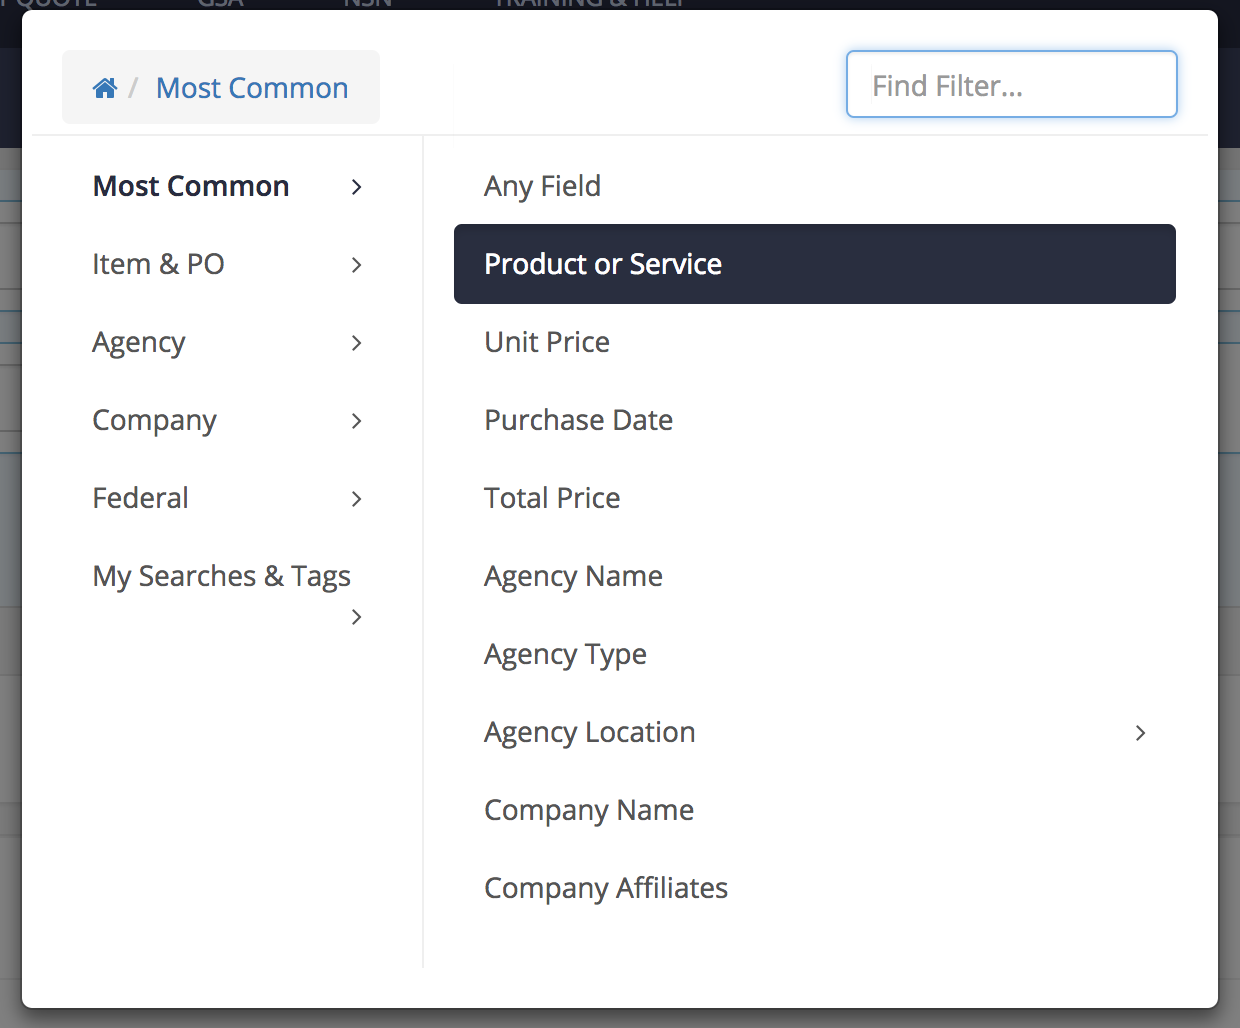 QUOTE
GSA
NSN
TRAINING & HELP
/ Most Common
Find Filter...
Most Common
Item & PO
Agency
Company
Federal
My Searches & Tags
Any Field
Product or Service
Unit Price
Purchase Date
Total Price
Agency Name
Agency Type
Agency Location
Company Name
Company Affiliates